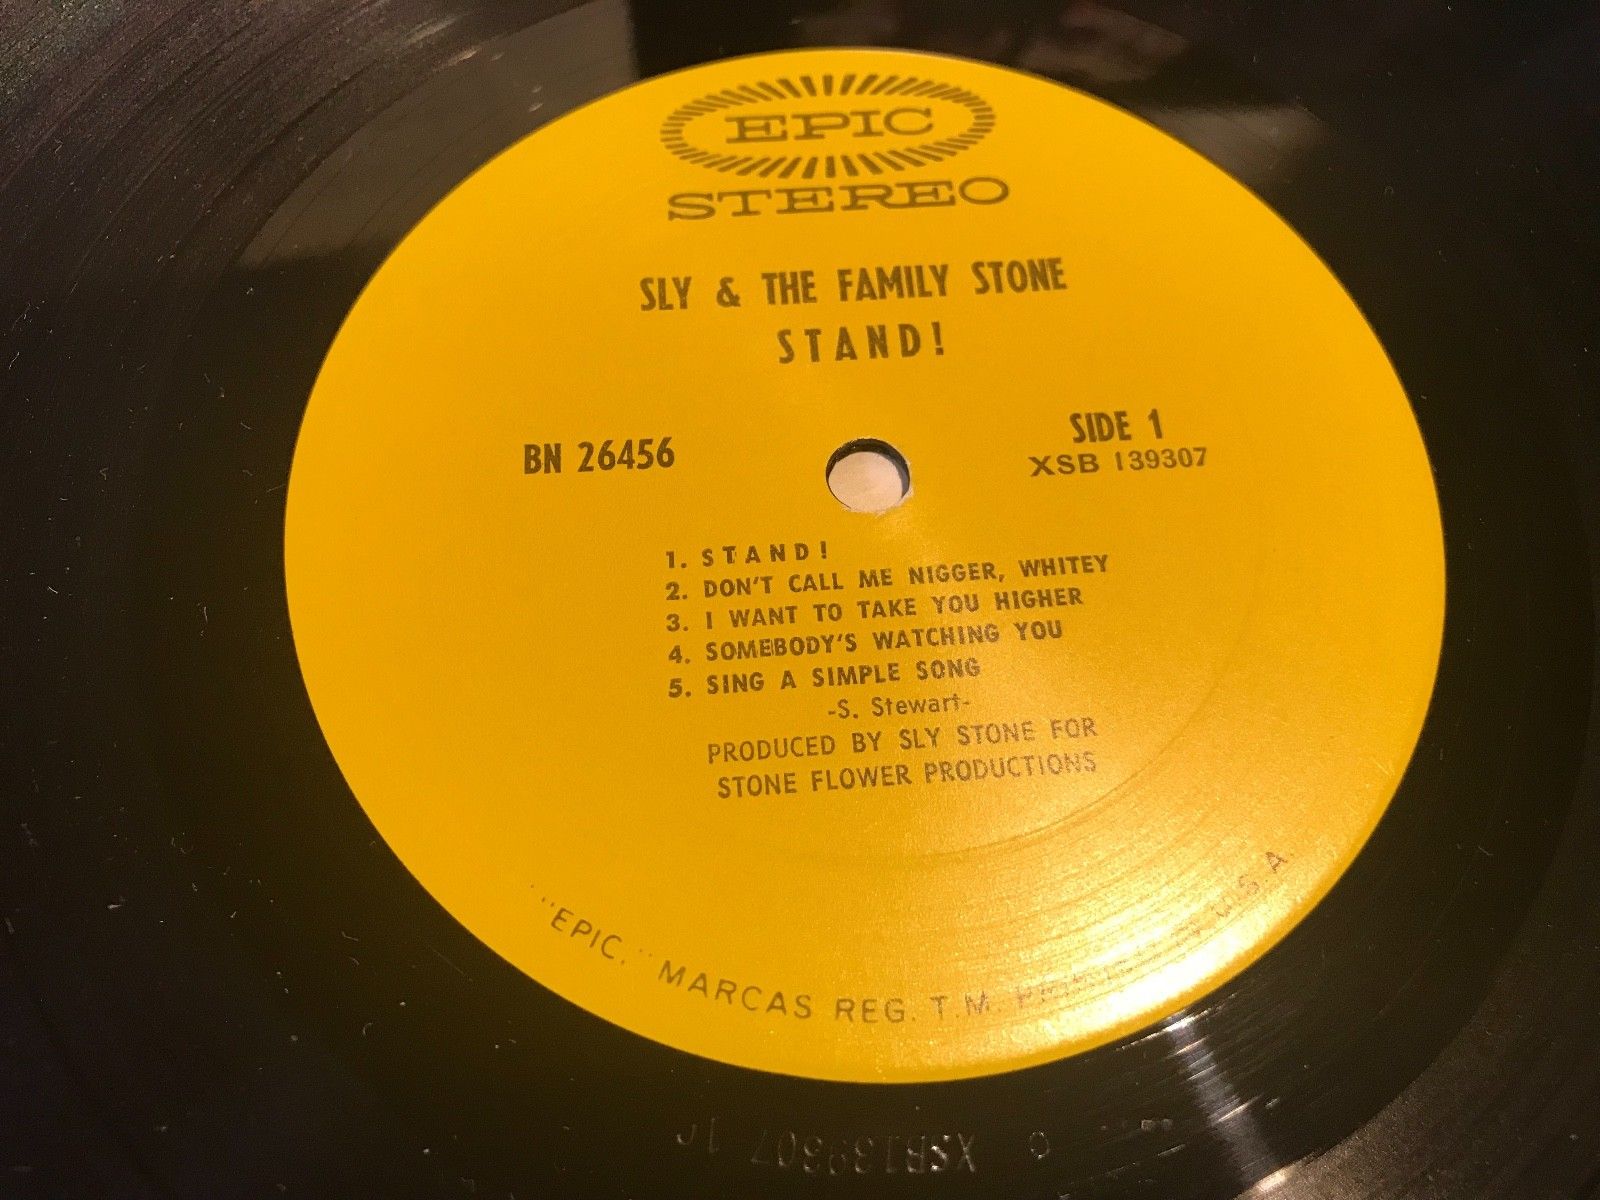 EPIC
STEREO
SLY & THE FAMILY STONE
STAND!
BN 26456
SIDE 1
XSB 139307
1. STAND!
2. DON'T CALL ME NIGGER, WHITEY
3. I WANT TO TAKE YOU HIGHER
4. SOMEBODY'S WATCHING YOU
5. SING A SIMPLE SONG
-S. Stewart-
PRODUCED BY SLY STONE FOR
STONE FLOWER PRODUCTIONS
"EPIC," MARCAS REG. T.M. U.S.A.
XSB139307